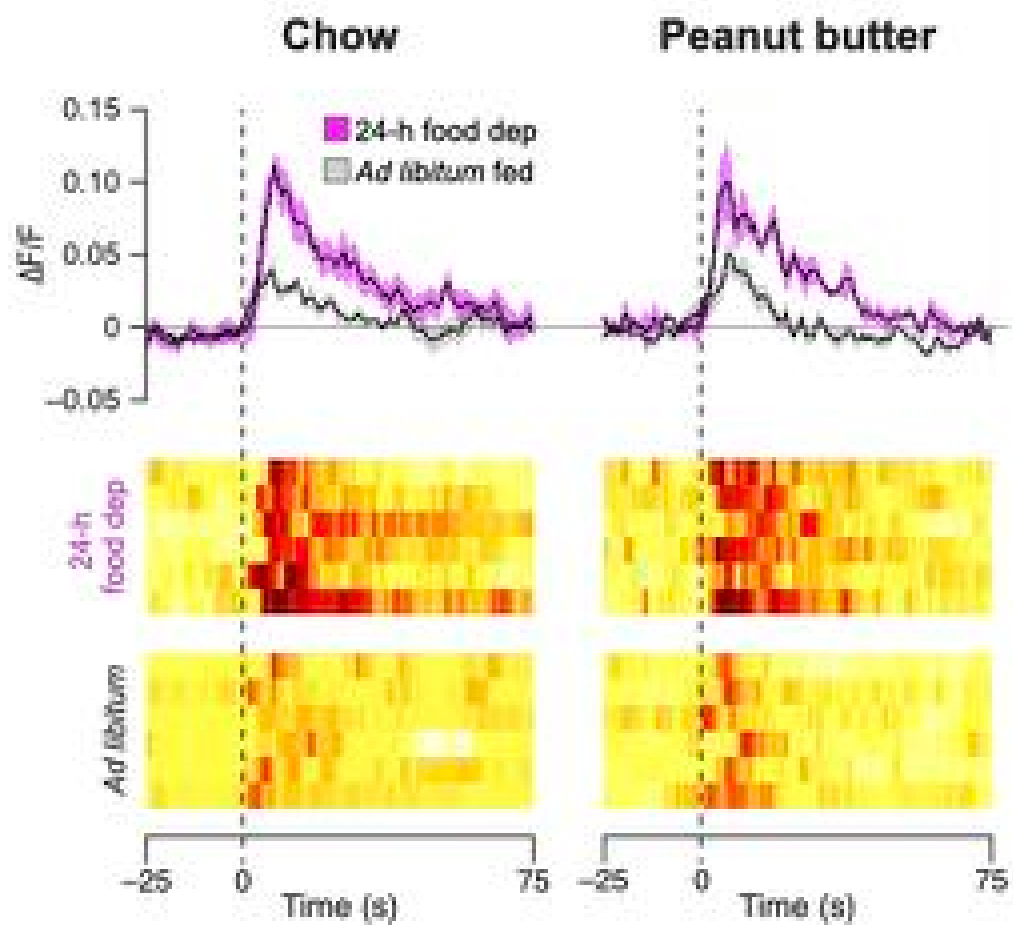 Chow
Peanut butter
0.15
0.10
0.05
0
–0.05
ΔF/F
24-h food dep
Ad libitum fed
24-h
food dep
Ad libitum
–25
0
75
Time (s)
–25
0
75
Time (s)